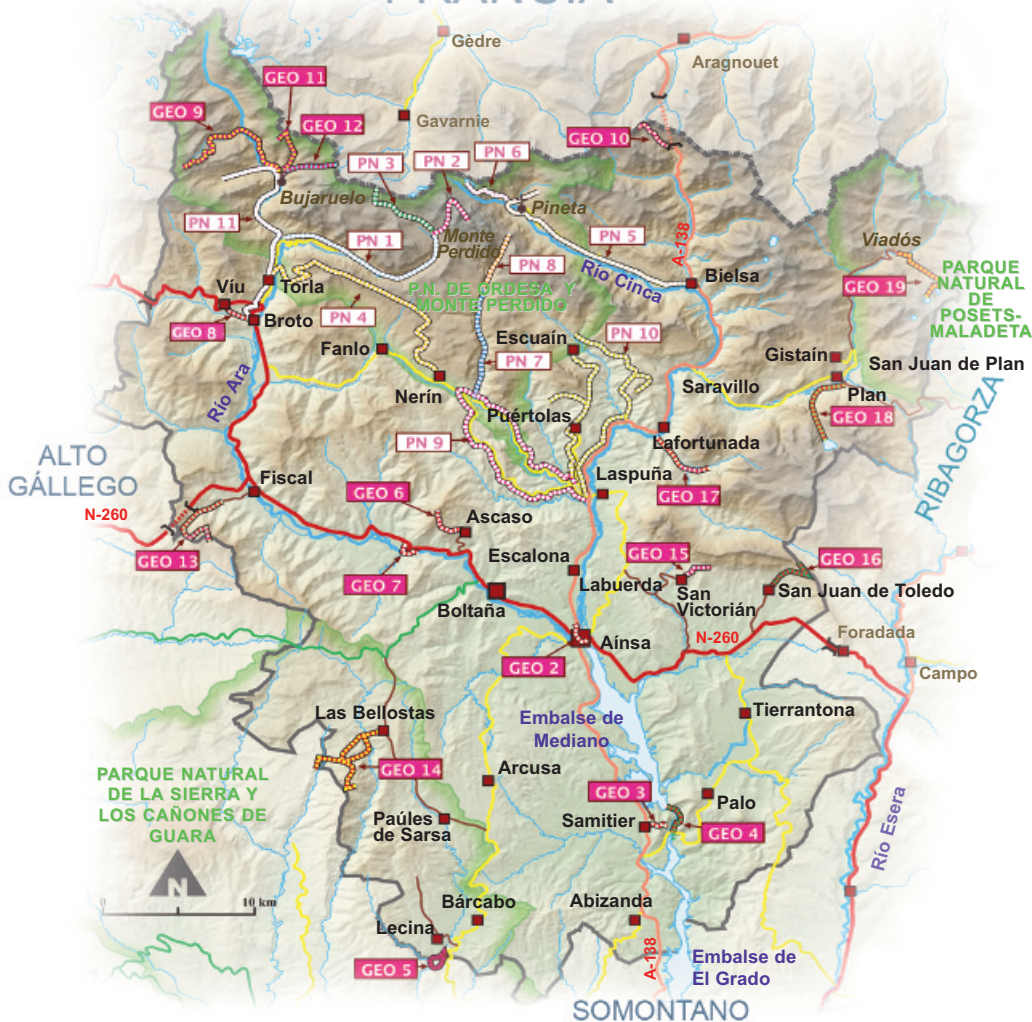 FRANCIA
Gèdre
Aragnouet
GEO 11
GEO 9
GEO 12
Gavarnie
GEO 10
PN 3
PN 2
PN 6
Bujaruelo
Pineta
Viadós
PN 11
PN 1
Monte
Perdido
PN 5
A-138
Río Cinca
PN 8
Bielsa
PARQUE
NATURAL
DE
POSETS-
MALADETA
GEO 19
Víu
Torla
P.N. DE ORDESA Y
MONTE PERDIDO
GEO 8
Broto
PN 4
Fanlo
Escuaín
PN 10
PN 7
Gistaín
San Juan de Plan
Nerín
Saravillo
Plan
Río Ara
Puértolas
GEO 18
PN 9
Lafortunada
RIBAGORZA
ALTO
GÁLLEGO
Fiscal
Laspuña
GEO 17
GEO 6
N-260
Ascaso
GEO 13
Escalona
GEO 15
GEO 16
GEO 7
Labuerda
San
Victorián
San Juan de Toledo
Boltaña
Aínsa
N-260
Foradada
GEO 2
Campo
Las Bellostas
Embalse de
Mediano
Tierrantona
GEO 14
PARQUE NATURAL
DE LA SIERRA Y
LOS CAÑONES DE
GUARA
Arcusa
GEO 3
Palo
Paúles
de Sarsa
Samitier
GEO 4
Río Esera
N
0
10 km
Bárcabo
Abizanda
Lecina
GEO 5
A-138
Embalse de
El Grado
SOMONTANO